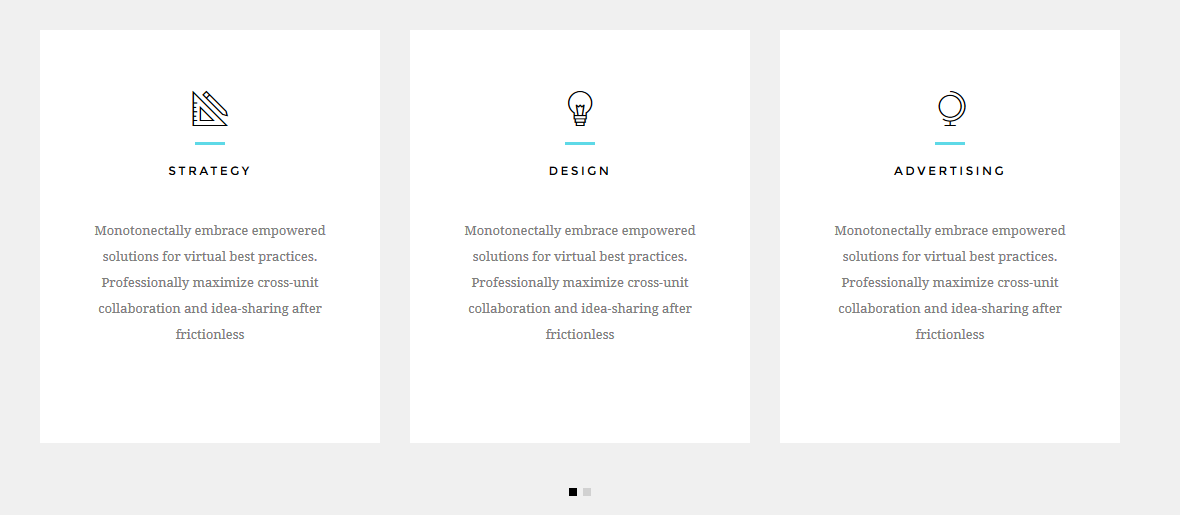 STRATEGY
Monotonectally embrace empowered
solutions for virtual best practices.
Professionally maximize cross-unit
collaboration and idea-sharing after
frictionless
DESIGN
Monotonectally embrace empowered
solutions for virtual best practices.
Professionally maximize cross-unit
collaboration and idea-sharing after
frictionless
ADVERTISING
Monotonectally embrace empowered
solutions for virtual best practices.
Professionally maximize cross-unit
collaboration and idea-sharing after
frictionless